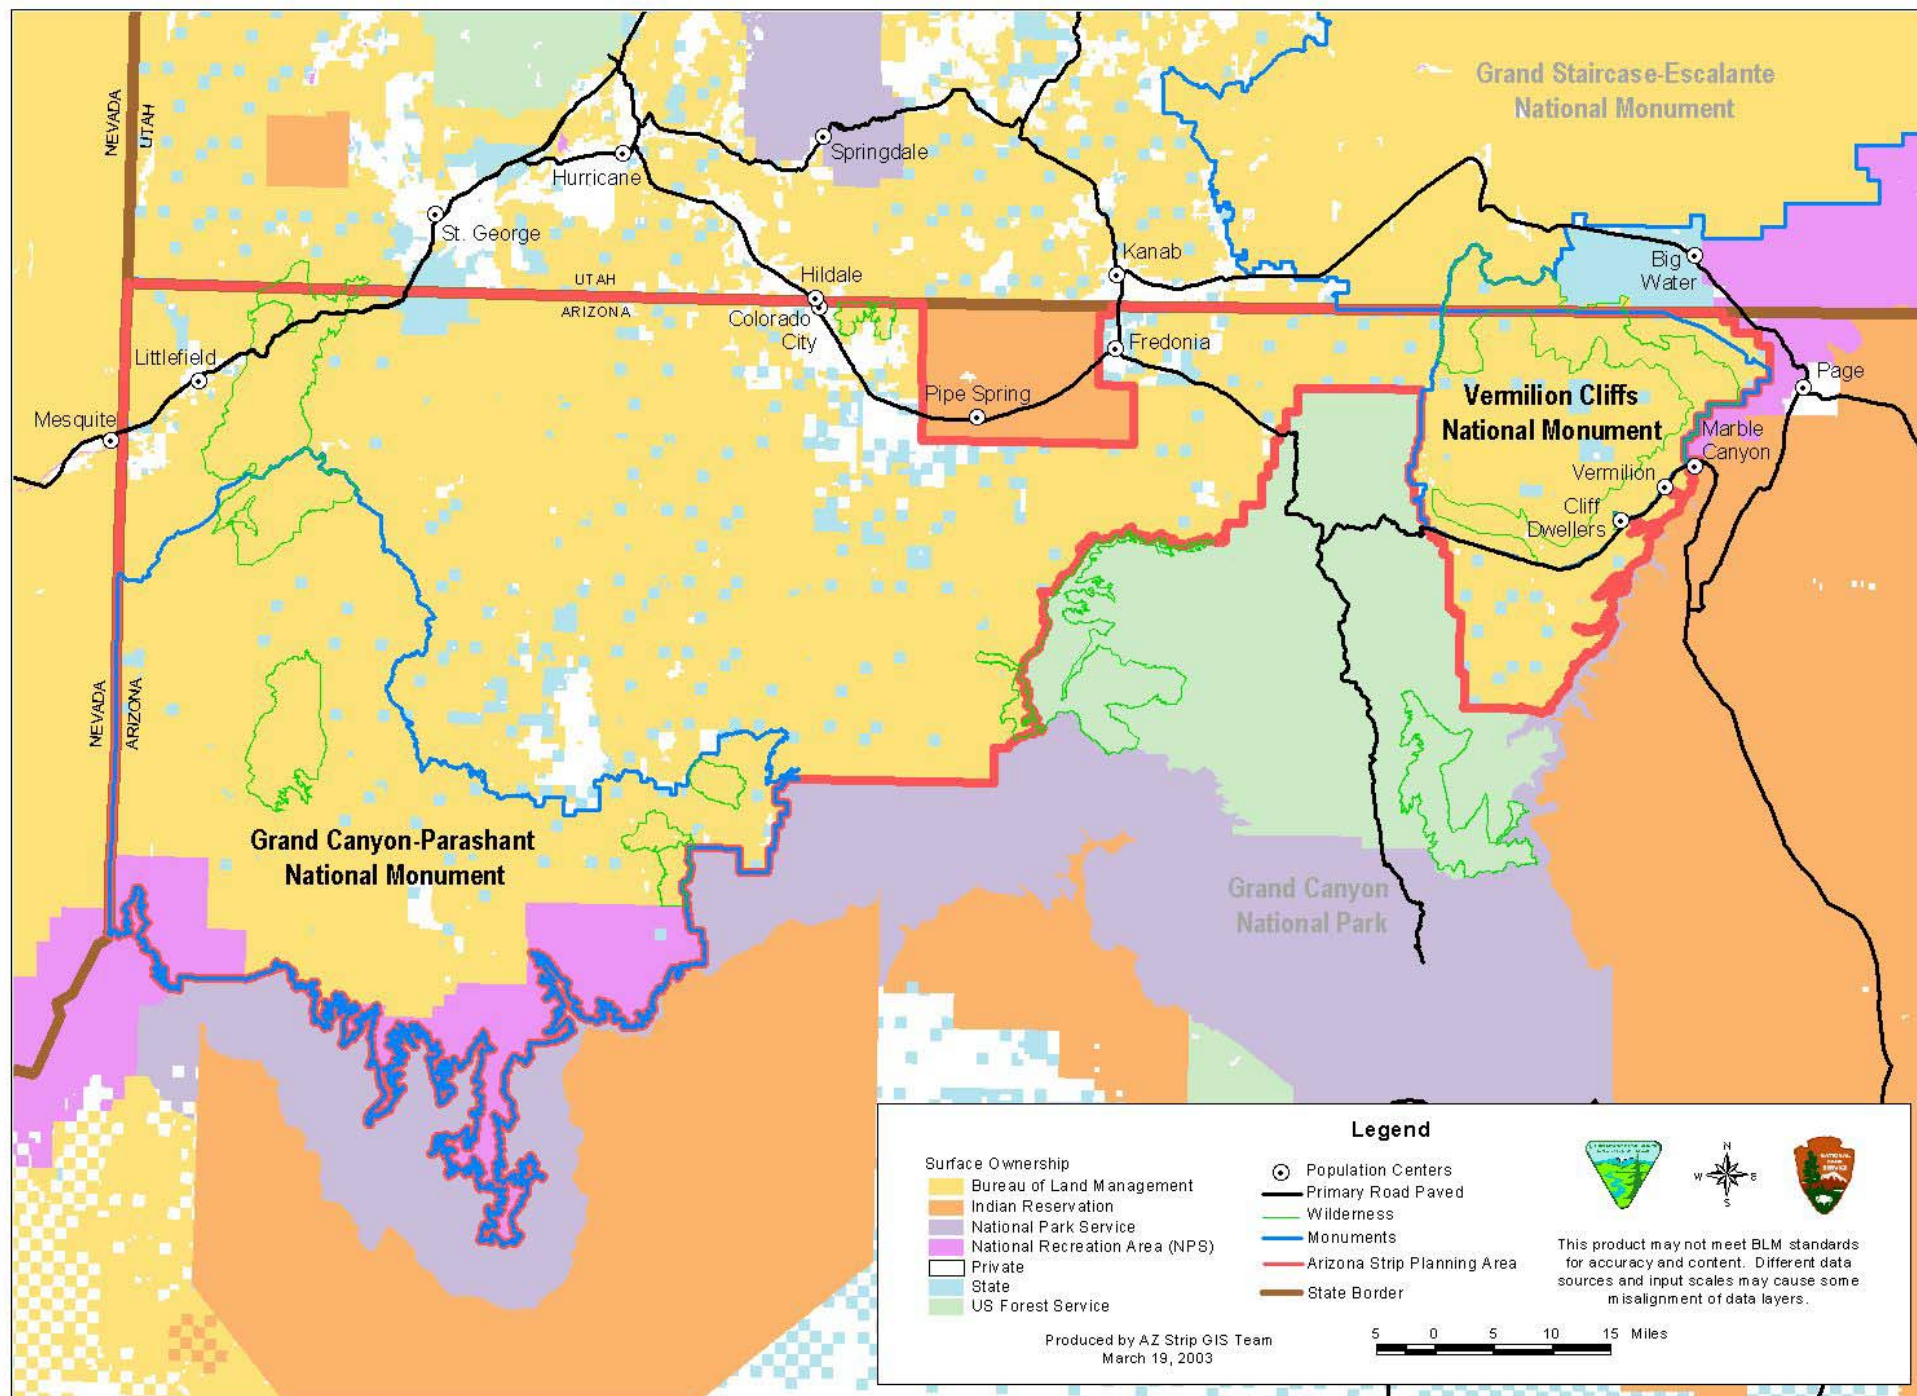 Grand Staircase-Escalante
National Monument
NEVADA
UTAH
Springdale
Hurricane
St. George
Kanab
Big
Water
UTAH
ARIZONA
Hildale
Colorado
City
Fredonia
Littlefield
Mesquite
Pipe Spring
Page
Vermilion Cliffs
National Monument
Marble
Canyon
Vermilion
Cliff
Dwellers
NEVADA
ARIZONA
Grand Canyon-Parashant
National Monument
Grand Canyon
National Park
Legend
Surface Ownership
Bureau of Land Management
Indian Reservation
National Park Service
National Recreation Area (NPS)
Private
State
US Forest Service
Population Centers
Primary Road Paved
Wilderness
Monuments
Arizona Strip Planning Area
State Border
N
W
E
S
NATIONAL
PARK
SERVICE
This product may not meet BLM standards
for accuracy and content. Different data
sources and input scales may cause some
misalignment of data layers.
Produced by AZ Strip GIS Team
March 19, 2003
5 0 5 10 15 Miles